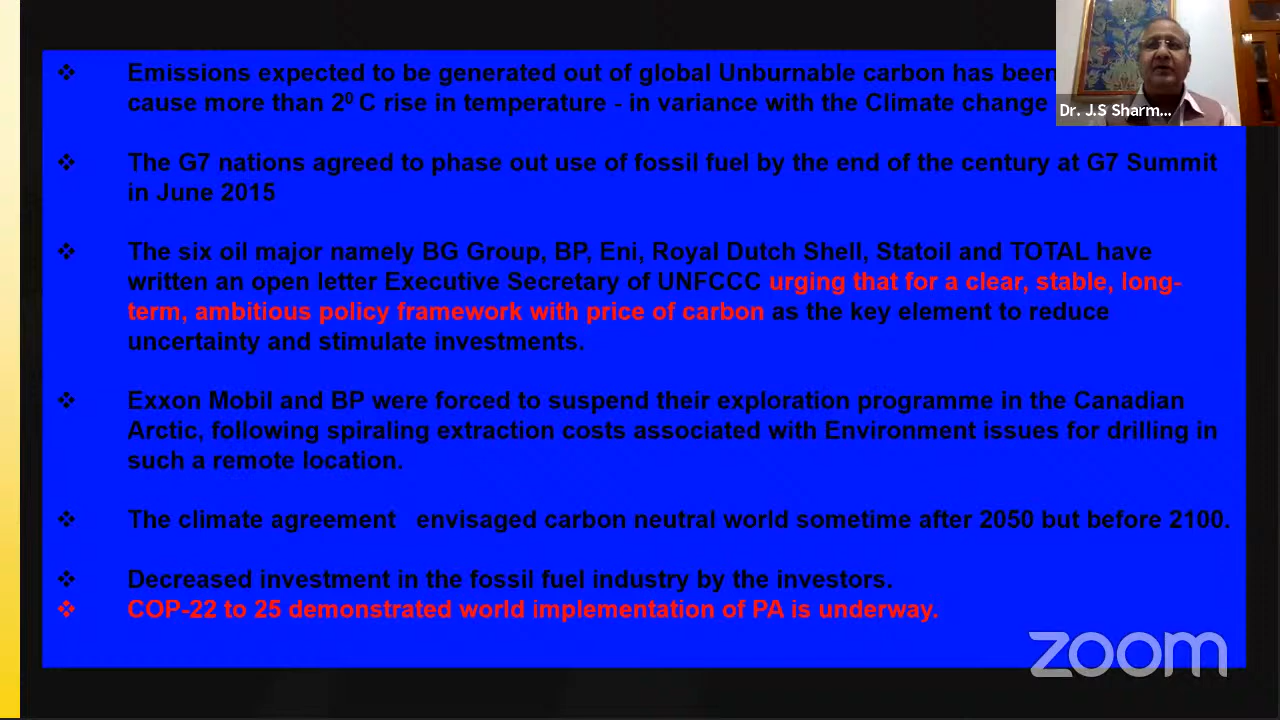 ❖ Emissions expected to be generated out of global Unburnable carbon has been
cause more than 2⁰ C rise in temperature - in variance with the Climate change
Dr. J.S Sharm...
❖ The G7 nations agreed to phase out use of fossil fuel by the end of the century at G7 Summit
in June 2015
❖ The six oil major namely BG Group, BP, Eni, Royal Dutch Shell, Statoil and TOTAL have
written an open letter Executive Secretary of UNFCCC urging that for a clear, stable, long-
term, ambitious policy framework with price of carbon as the key element to reduce
uncertainty and stimulate investments.
❖ Exxon Mobil and BP were forced to suspend their exploration programme in the Canadian
Arctic, following spiraling extraction costs associated with Environment issues for drilling in
such a remote location.
❖ The climate agreement envisaged carbon neutral world sometime after 2050 but before 2100.
❖ Decreased investment in the fossil fuel industry by the investors.
❖ COP-22 to 25 demonstrated world implementation of PA is underway.
zoom